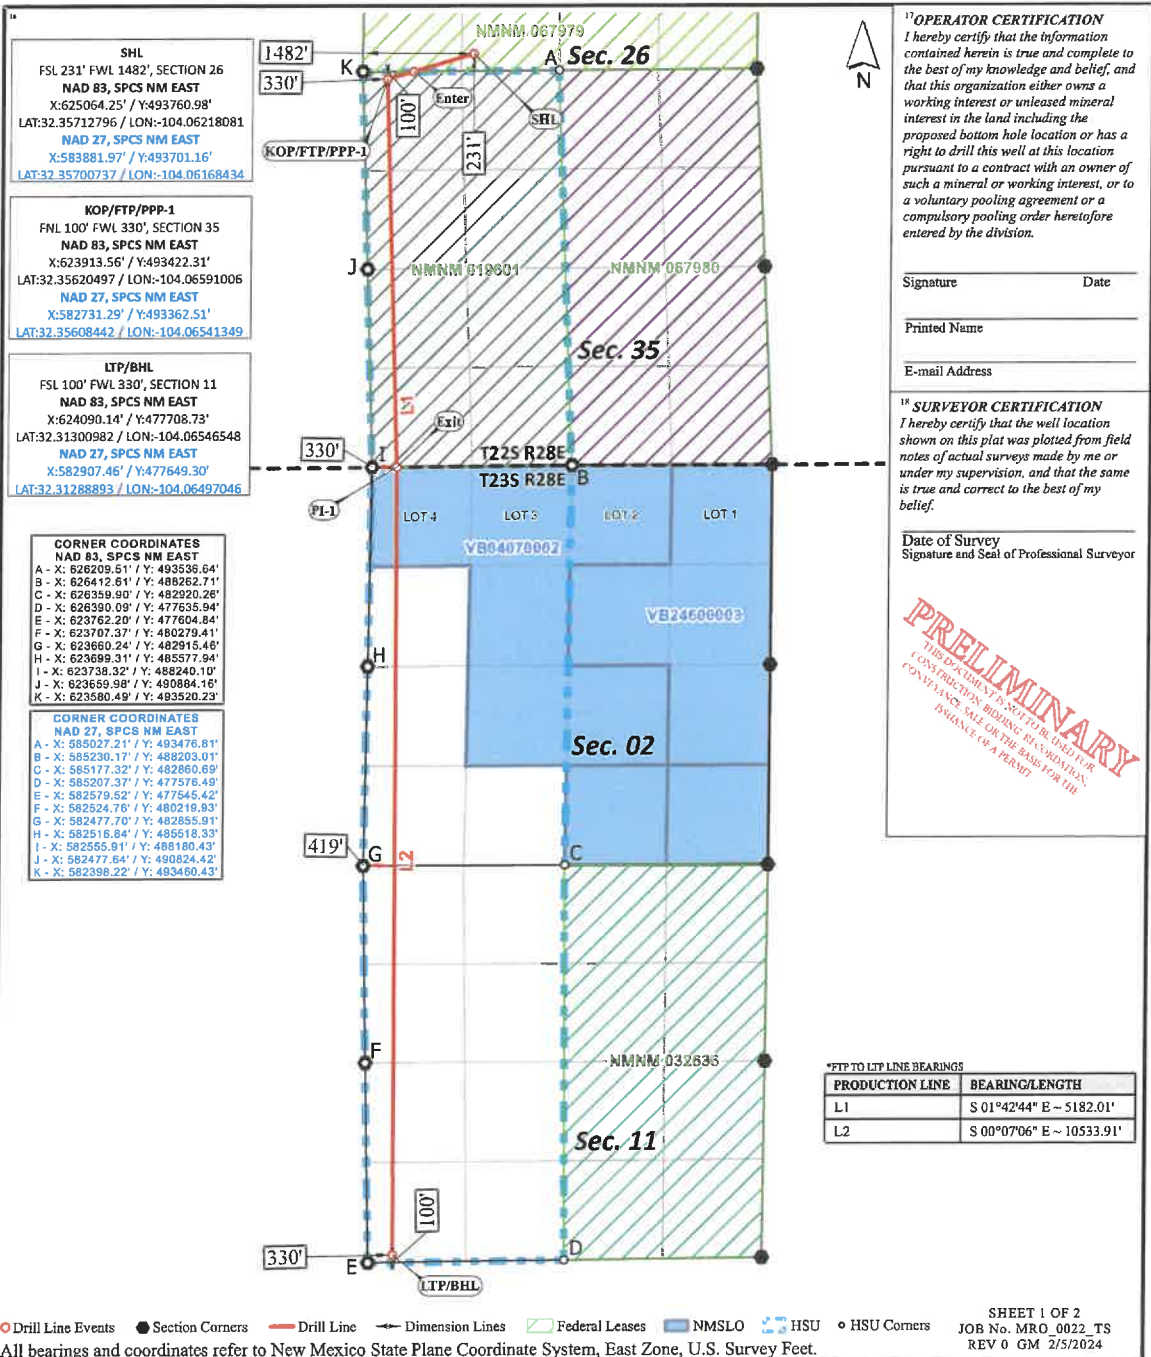 16
SHL
FSL 231' FWL 1482', SECTION 26
NAD 83, SPCS NM EAST
X:625064.25' / Y:493760.98'
LAT:32.35712796 / LON:-104.06218081
NAD 27, SPCS NM EAST
X:583881.97' / Y:493701.16'
LAT:32.35700737 / LON:-104.06168434
KOP/FTP/PPP-1
FNL 100' FWL 330', SECTION 35
NAD 83, SPCS NM EAST
X:623913.56' / Y:493422.31'
LAT:32.35620497 / LON:-104.06591006
NAD 27, SPCS NM EAST
X:582731.29' / Y:493362.51'
LAT:32.35608442 / LON:-104.06541349
LTP/BHL
FSL 100' FWL 330', SECTION 11
NAD 83, SPCS NM EAST
X:624090.14' / Y:477708.73'
LAT:32.31300982 / LON:-104.06546548
NAD 27, SPCS NM EAST
X:582907.46' / Y:477649.30'
LAT:32.31288893 / LON:-104.06497046
CORNER COORDINATES
NAD 83, SPCS NM EAST
A - X: 626209.61' / Y: 493536.64'
B - X: 626412.61' / Y: 488262.71'
C - X: 626359.90' / Y: 482920.26'
D - X: 626390.09' / Y: 477635.94'
E - X: 623762.20' / Y: 477604.84'
F - X: 623707.37' / Y: 480279.41'
G - X: 623660.24' / Y: 482915.46'
H - X: 623699.31' / Y: 485577.94'
I - X: 623738.32' / Y: 488240.10'
J - X: 623659.98' / Y: 490884.16'
K - X: 623580.49' / Y: 493520.23'
CORNER COORDINATES
NAD 27, SPCS NM EAST
A - X: 585027.21' / Y: 493476.81'
B - X: 585230.17' / Y: 488203.01'
C - X: 585177.32' / Y: 482860.69'
D - X: 585207.37' / Y: 477576.49'
E - X: 582579.52' / Y: 477545.42'
F - X: 582524.76' / Y: 480219.93'
G - X: 582477.70' / Y: 482855.91'
H - X: 582516.84' / Y: 485518.33'
I - X: 582555.91' / Y: 488180.43'
J - X: 582477.64' / Y: 490824.42'
K - X: 582398.22' / Y: 493460.43'
NMNM 067979
1482'
K
A
Sec. 26
330'
Enter
100'
SHL
KOP/FTP/PPP-1
231'
N
J
NMNM 019601
NMNM 067980
Sec. 35
L1
Exit
330'
I
T22S R28E
T23S R28E
B
PI-1
LOT 4
LOT 3
LOT 2
LOT 1
VB04070002
VB24600003
H
Sec. 02
419'
G
L2
C
F
NMNM 032636
Sec. 11
100'
330'
E
D
LTP/BHL
17 OPERATOR CERTIFICATION
I hereby certify that the information
contained herein is true and complete to
the best of my knowledge and belief, and
that this organization either owns a
working interest or unleased mineral
interest in the land including the
proposed bottom hole location or has a
right to drill this well at this location
pursuant to a contract with an owner of
such a mineral or working interest, or to
a voluntary pooling agreement or a
compulsory pooling order heretofore
entered by the division.
Signature Date
Printed Name
E-mail Address
18 SURVEYOR CERTIFICATION
I hereby certify that the well location
shown on this plat was plotted from field
notes of actual surveys made by me or
under my supervision, and that the same
is true and correct to the best of my
belief.
Date of Survey
Signature and Seal of Professional Surveyor
PRELIMINARY
THIS DOCUMENT IS NOT TO BE USED FOR
CONSTRUCTION, BIDDING, RECORDATION,
CONVEYANCE, SALE OR THE BASIS FOR THE
ISSUANCE OF A PERMIT
*FTP TO LTP LINE BEARINGS
PRODUCTION LINE BEARING/LENGTH
L1 S 01°42'44" E ~ 5182.01'
L2 S 00°07'06" E ~ 10533.91'
Drill Line Events Section Corners Drill Line Dimension Lines Federal Leases NMSLO HSU HSU Corners
All bearings and coordinates refer to New Mexico State Plane Coordinate System, East Zone, U.S. Survey Feet.
SHEET 1 OF 2
JOB No. MRO_0022_TS
REV 0 GM 2/5/2024